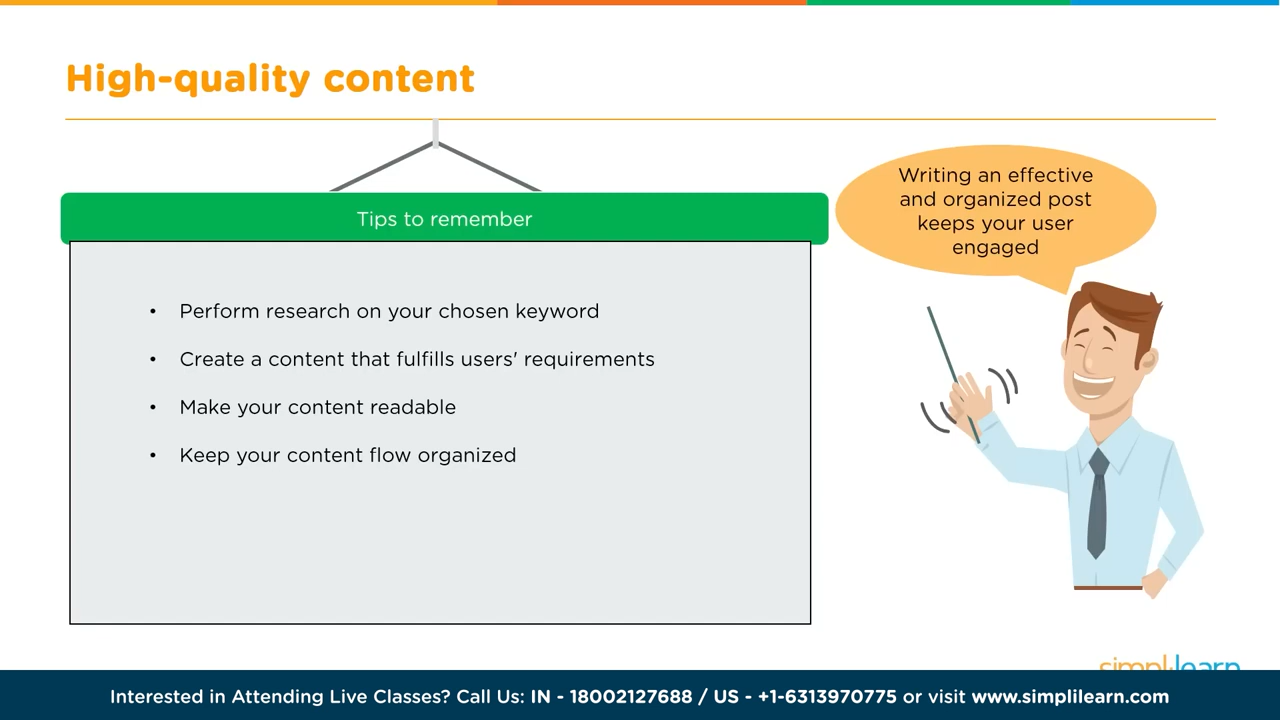 High-quality content
Tips to remember
Writing an effective
and organized post
keeps your user
engaged
• Perform research on your chosen keyword
• Create a content that fulfills users' requirements
• Make your content readable
• Keep your content flow organized
simplilearn
Interested in Attending Live Classes? Call Us: IN - 18002127688 / US - +1-6313970775 or visit www.simplilearn.com